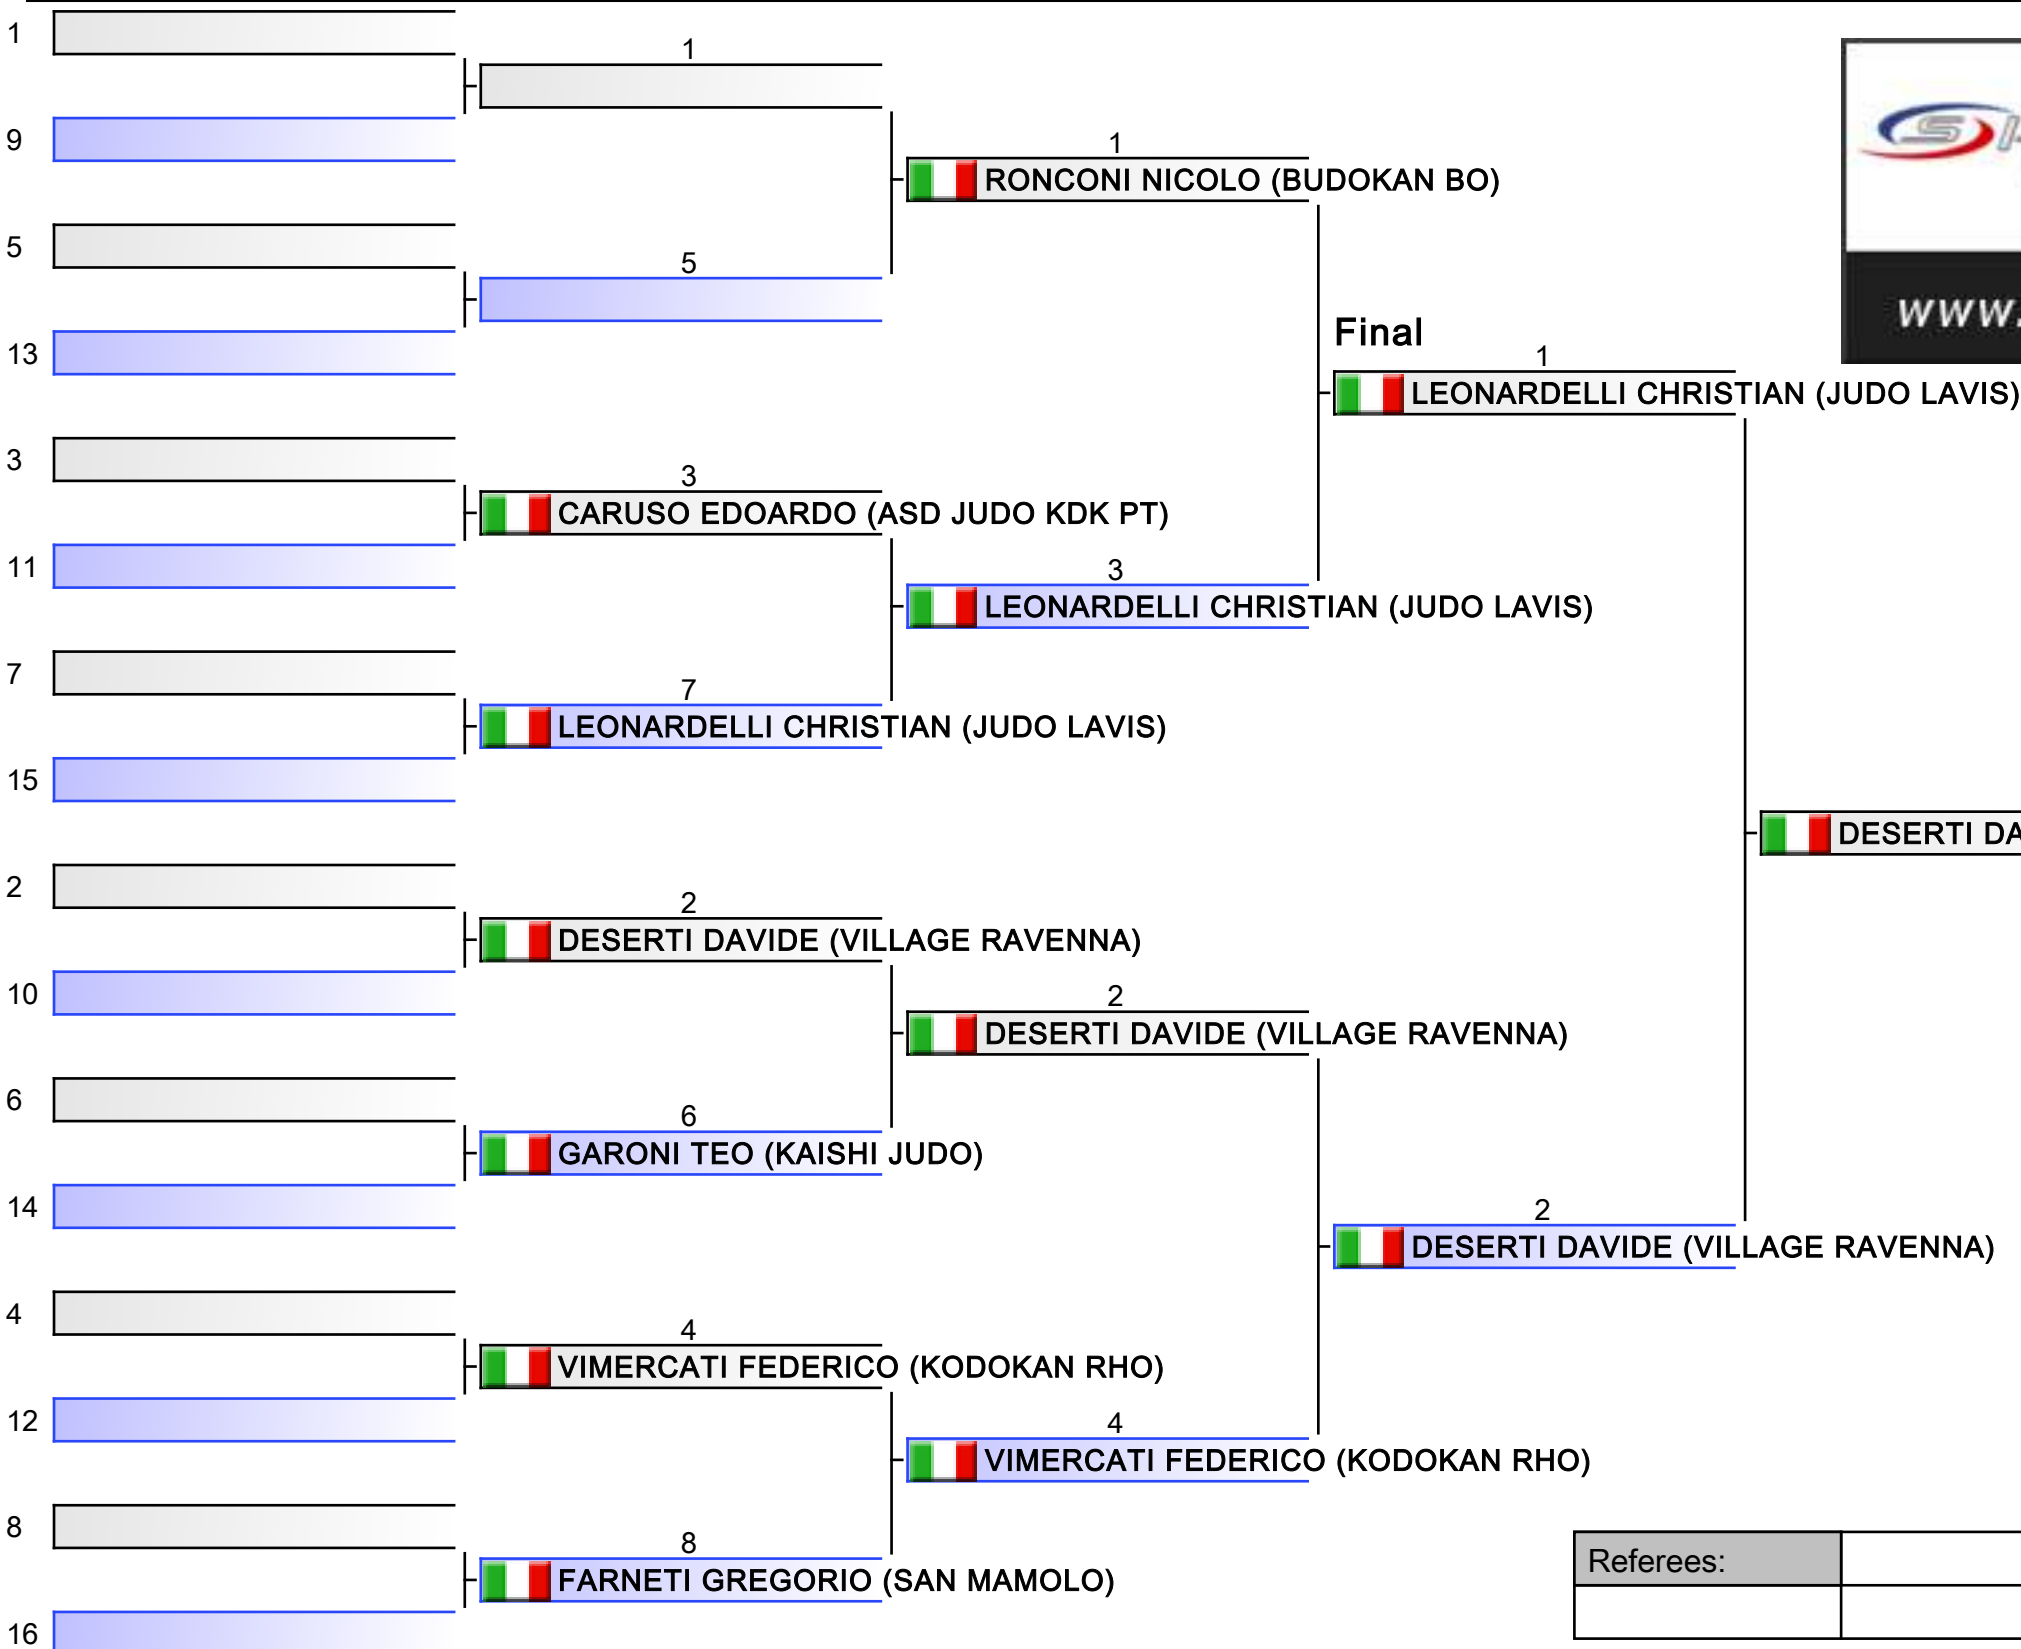 1
1
9
1
RONCONI NICOLO (BUDOKAN BO)
5
5
13
Final
1
LEONARDELLI CHRISTIAN (JUDO LAVIS)
www.
3
3
CARUSO EDOARDO (ASD JUDO KDK PT)
11
3
LEONARDELLI CHRISTIAN (JUDO LAVIS)
7
7
LEONARDELLI CHRISTIAN (JUDO LAVIS)
15
DESERTI DA
2
2
DESERTI DAVIDE (VILLAGE RAVENNA)
10
2
DESERTI DAVIDE (VILLAGE RAVENNA)
6
6
GARONI TEO (KAISHI JUDO)
14
2
DESERTI DAVIDE (VILLAGE RAVENNA)
4
4
VIMERCATI FEDERICO (KODOKAN RHO)
12
4
VIMERCATI FEDERICO (KODOKAN RHO)
8
8
FARNETI GREGORIO (SAN MAMOLO)
16
Referees: